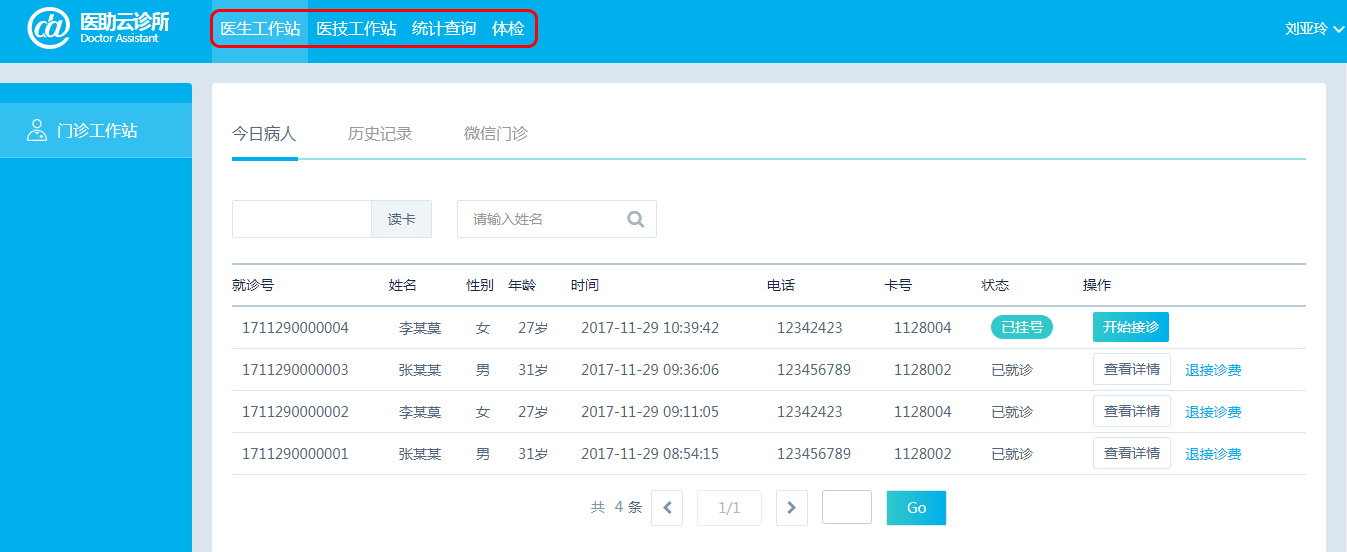 医助云诊所
Doctor Assistant
医生工作站 医技工作站 统计查询 体检
刘亚玲
门诊工作站
今日病人 历史记录 微信门诊
读卡 请输入姓名
就诊号 姓名 性别 年龄 时间 电话 卡号 状态 操作
1711290000004 李某莫 女 27岁 2017-11-29 10:39:42 12342423 1128004 已挂号 开始接诊
1711290000003 张某某 男 31岁 2017-11-29 09:36:06 123456789 1128002 已就诊 查看详情 退接诊费
1711290000002 李某莫 女 27岁 2017-11-29 09:11:05 12342423 1128004 已就诊 查看详情 退接诊费
1711290000001 张某某 男 31岁 2017-11-29 08:54:15 123456789 1128002 已就诊 查看详情 退接诊费
共 4 条 1/1 Go